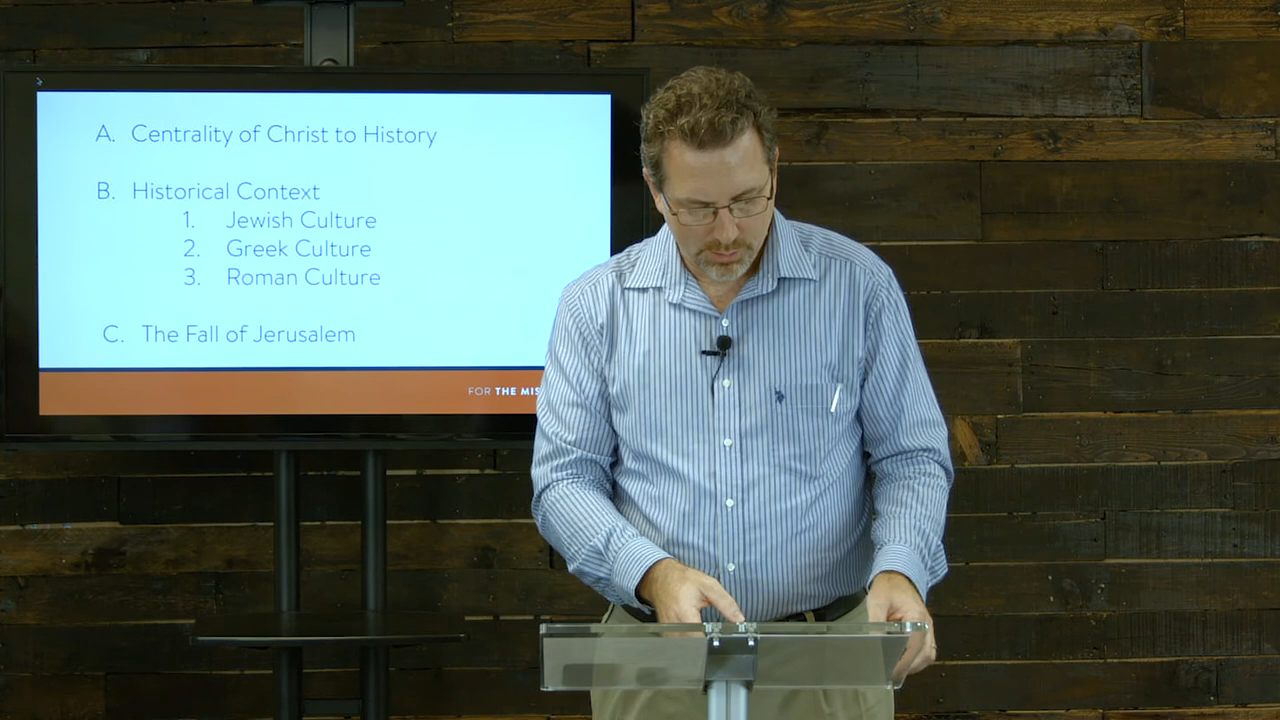 A. Centrality of Christ to History
B. Historical Context
1. Jewish Culture
2. Greek Culture
3. Roman Culture
C. The Fall of Jerusalem
FOR THE MIS